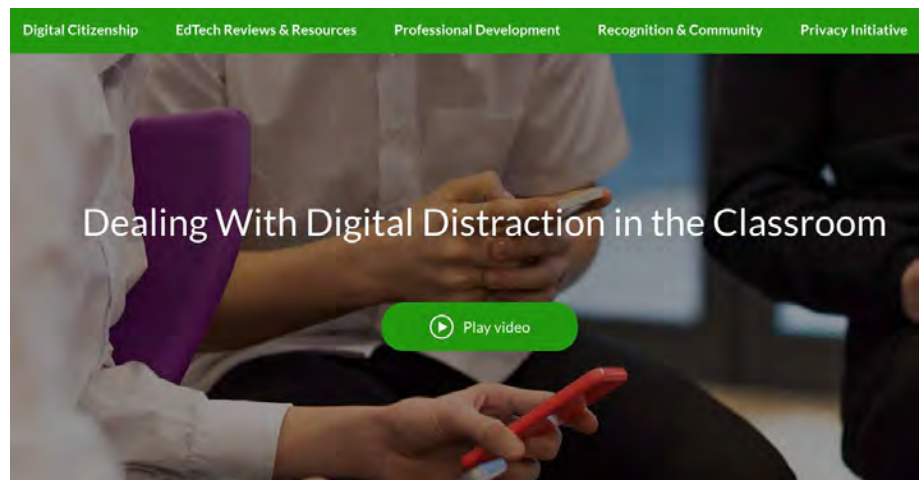 Digital Citizenship EdTech Reviews & Resources Professional Development Recognition & Community Privacy Initiative
Dealing With Digital Distraction in the Classroom
Play video